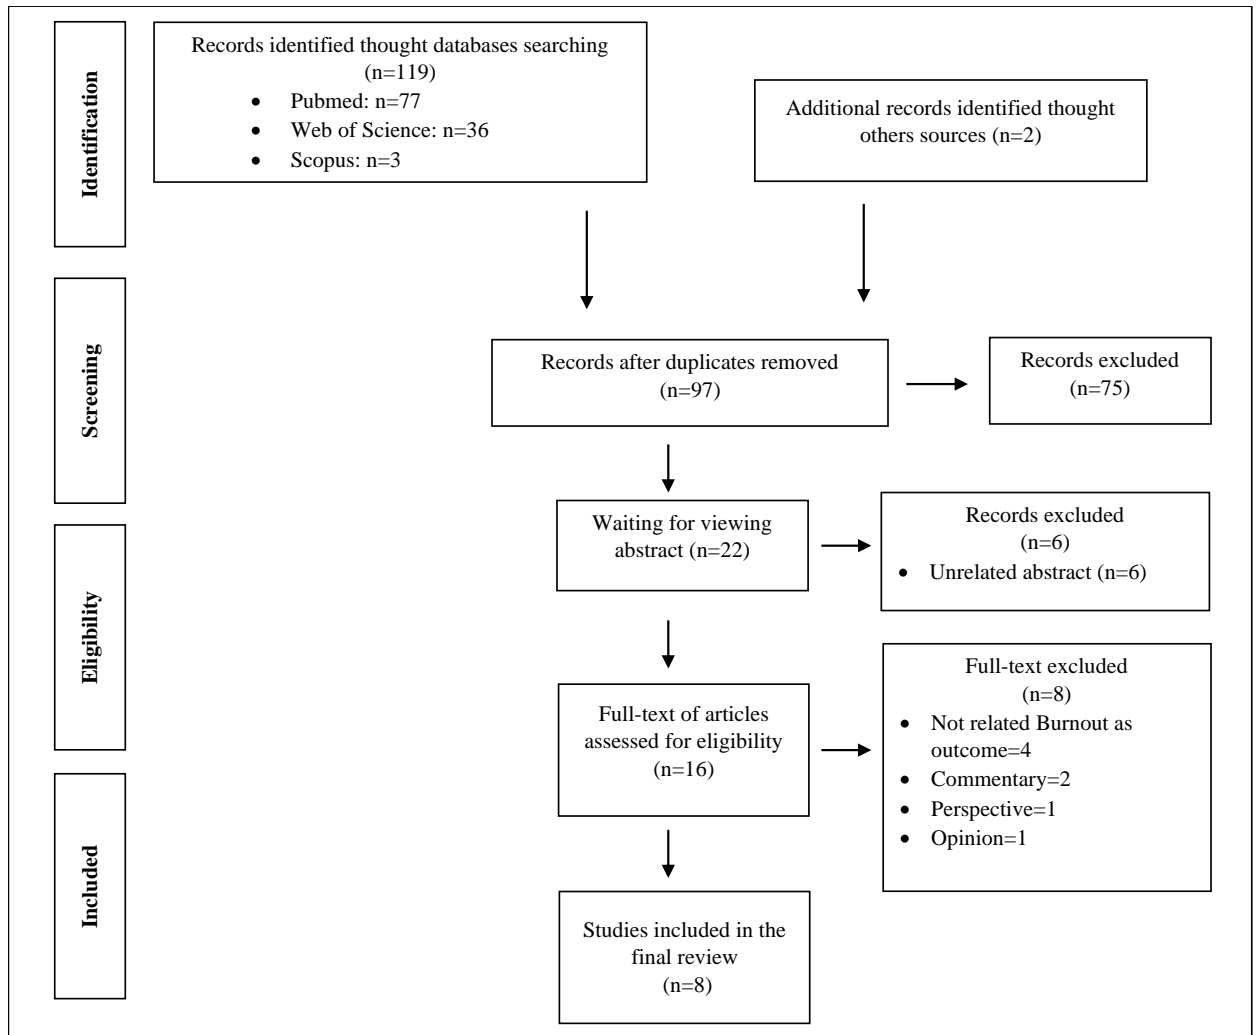 Identification
Records identified thought databases searching
(n=119)
• Pubmed: n=77
• Web of Science: n=36
• Scopus: n=3
Additional records identified thought
others sources (n=2)
Screening
Records after duplicates removed
(n=97)
Records excluded
(n=75)
Eligibility
Waiting for viewing
abstract (n=22)
Records excluded
(n=6)
• Unrelated abstract (n=6)
Full-text of articles
assessed for eligibility
(n=16)
Full-text excluded
(n=8)
• Not related Burnout as
outcome=4
• Commentary=2
• Perspective=1
• Opinion=1
Included
Studies included in the
final review
(n=8)